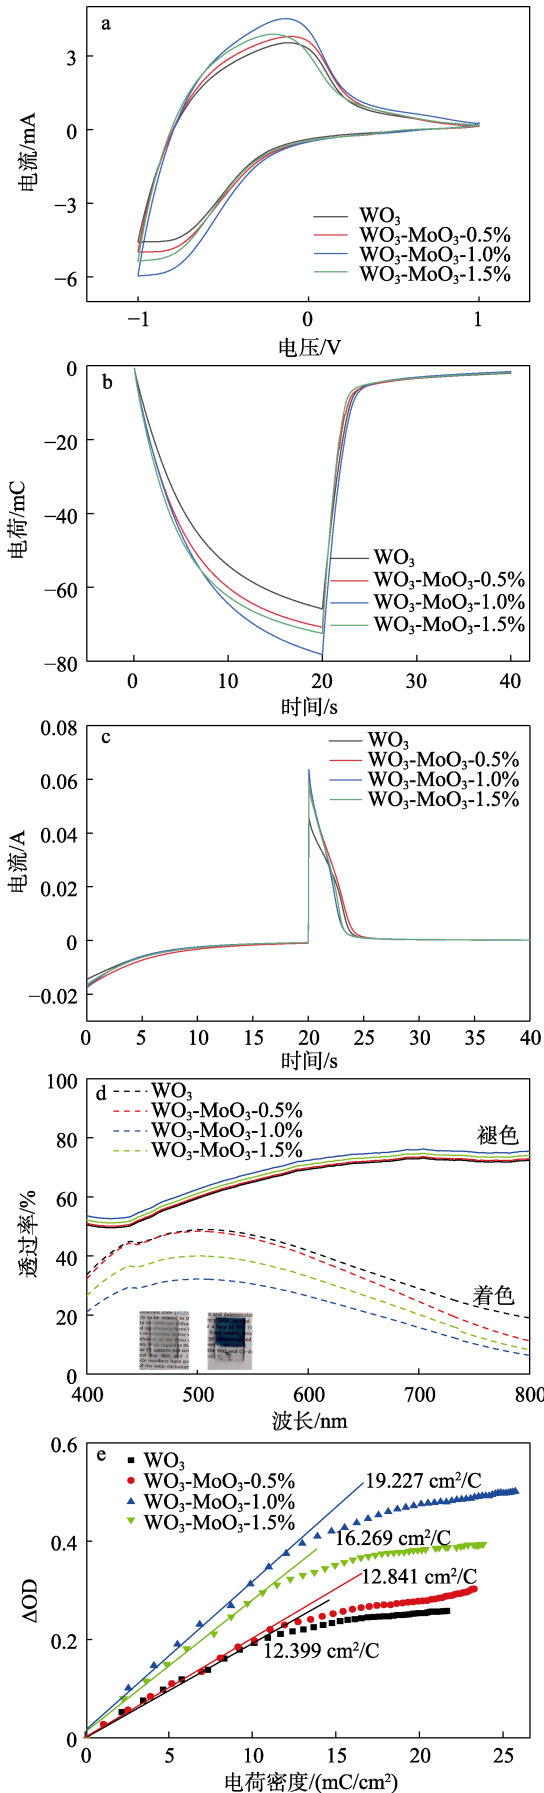 a
3
0
−3
−6
电流/mA
WO₃
WO₃-MoO₃-0.5%
WO₃-MoO₃-1.0%
WO₃-MoO₃-1.5%
−1
0
1
电压/V
b
0
−20
−40
−60
−80
电荷/mC
WO₃
WO₃-MoO₃-0.5%
WO₃-MoO₃-1.0%
WO₃-MoO₃-1.5%
0
10
20
30
40
时间/s
c
0.08
0.06
0.04
0.02
0
−0.02
电流/A
WO₃
WO₃-MoO₃-0.5%
WO₃-MoO₃-1.0%
WO₃-MoO₃-1.5%
0
5
10
15
20
25
30
35
40
时间/s
d
100
80
60
40
20
0
透过率/%
WO₃
WO₃-MoO₃-0.5%
WO₃-MoO₃-1.0%
WO₃-MoO₃-1.5%
褪色
着色
400
500
600
700
800
波长/nm
e
0.6
0.4
0.2
0
ΔOD
WO₃
WO₃-MoO₃-0.5%
WO₃-MoO₃-1.0%
WO₃-MoO₃-1.5%
19.227 cm²/C
16.269 cm²/C
12.841 cm²/C
12.399 cm²/C
0
5
10
15
20
25
电荷密度/(mC/cm²)